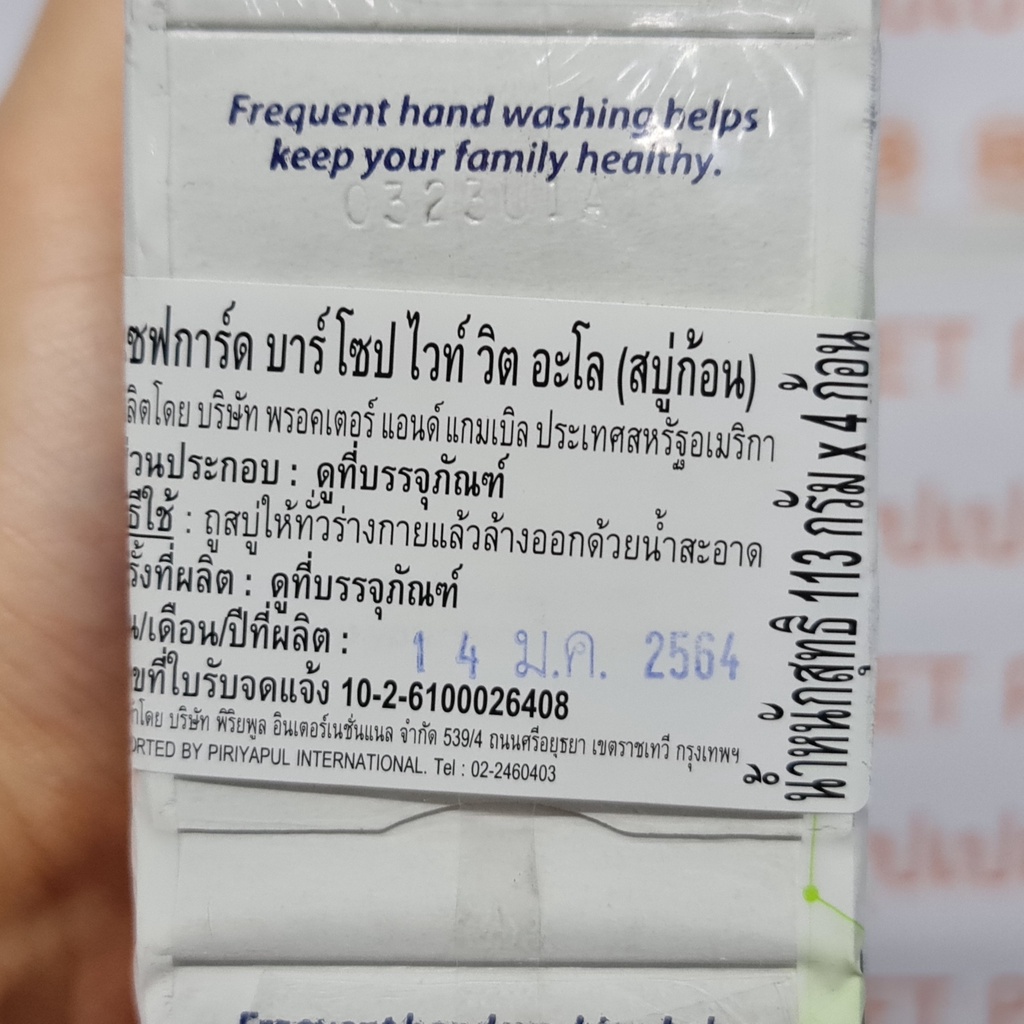 Frequent hand washing helps
keep your family healthy.
0323U1A
ซฟการ์ด บาร์ โซป ไวท์ วิต อะโล (สบู่ก้อน)
ลิตโดย บริษัท พรอคเตอร์ แอนด์ แกมเบิล ประเทศสหรัฐอเมริกา
วนประกอบ : ดูที่บรรจุภัณฑ์
ธีใช้ : ถูสบู่ให้ทั่วร่างกายแล้วล้างออกด้วยน้ำสะอาด
รั้งที่ผลิต : ดูที่บรรจุภัณฑ์
น/เดือน/ปีที่ผลิต : 14 ม.ค. 2564
ขที่ใบรับจดแจ้ง 10-2-6100026408
โดย บริษัท พิริยพูล อินเตอร์เนชั่นแนล จำกัด 539/4 ถนนศรีอยุธยา เขตราชเทวี กรุงเทพฯ
ORTED BY PIRIYAPUL INTERNATIONAL. Tel : 02-2460403
น้ำหนักสุทธิ 113 กรัม x 4 ก้อน